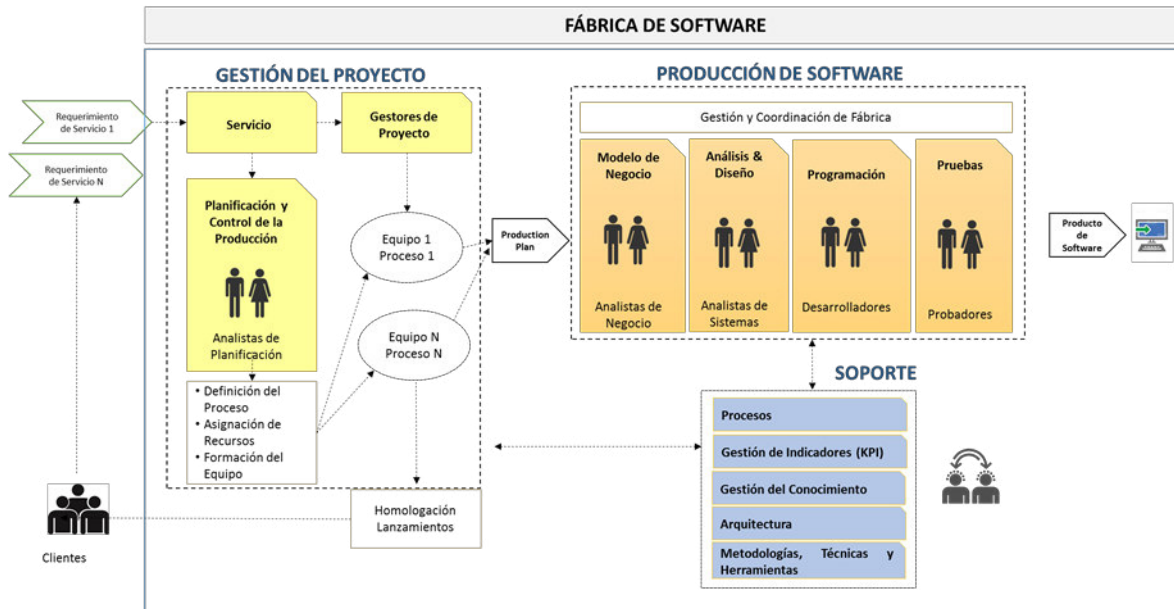 FÁBRICA DE SOFTWARE
GESTIÓN DEL PROYECTO
PRODUCCIÓN DE SOFTWARE
Requerimiento
de Servicio 1
Requerimiento
de Servicio N
Servicio
Gestores de
Proyecto
Planificación y
Control de la
Producción
Analistas de
Planificación
• Definición del
Proceso
• Asignación de
Recursos
• Formación del
Equipo
Equipo 1
Proceso 1
Equipo N
Proceso N
Homologación
Lanzamientos
Clientes
Production
Plan
Gestión y Coordinación de Fábrica
Modelo de
Negocio
Analistas de
Negocio
Análisis &
Diseño
Analistas de
Sistemas
Programación
Desarrolladores
Pruebas
Probadores
Producto
de
Software
SOPORTE
Procesos
Gestión de Indicadores (KPI)
Gestión del Conocimiento
Arquitectura
Metodologías, Técnicas y
Herramientas